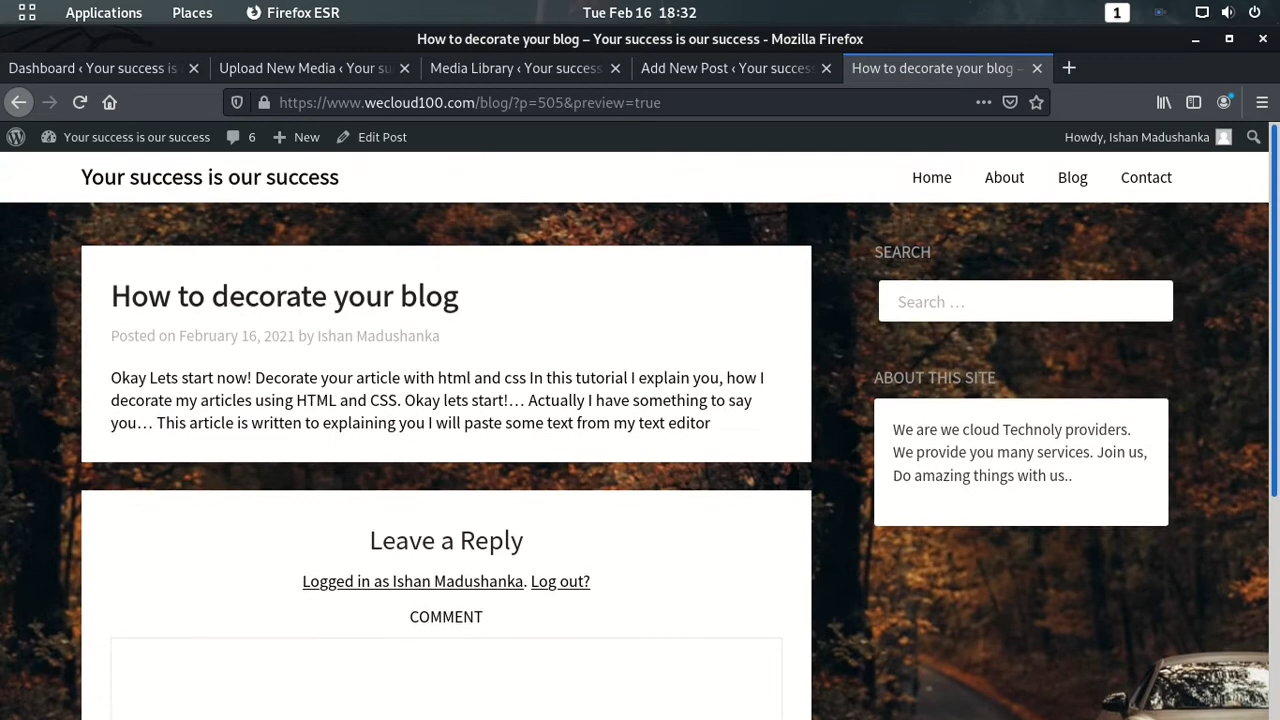 Applications Places Firefox ESR Tue Feb 16 18:32 1
How to decorate your blog – Your success is our success - Mozilla Firefox
Dashboard ‹ Your success is Upload New Media ‹ Your su Media Library ‹ Your success Add New Post ‹ Your success How to decorate your blog –
https://www.wecloud100.com/blog/?p=505&preview=true
Your success is our success 6 New Edit Post Howdy, Ishan Madushanka
Your success is our success Home About Blog Contact
How to decorate your blog
Posted on February 16, 2021 by Ishan Madushanka
Okay Lets start now! Decorate your article with html and css In this tutorial I explain you, how I
decorate my articles using HTML and CSS. Okay lets start!… Actually I have something to say
you… This article is written to explaining you I will paste some text from my text editor
Leave a Reply
Logged in as Ishan Madushanka. Log out?
COMMENT
SEARCH
Search …
ABOUT THIS SITE
We are we cloud Technoly providers.
We provide you many services. Join us,
Do amazing things with us..